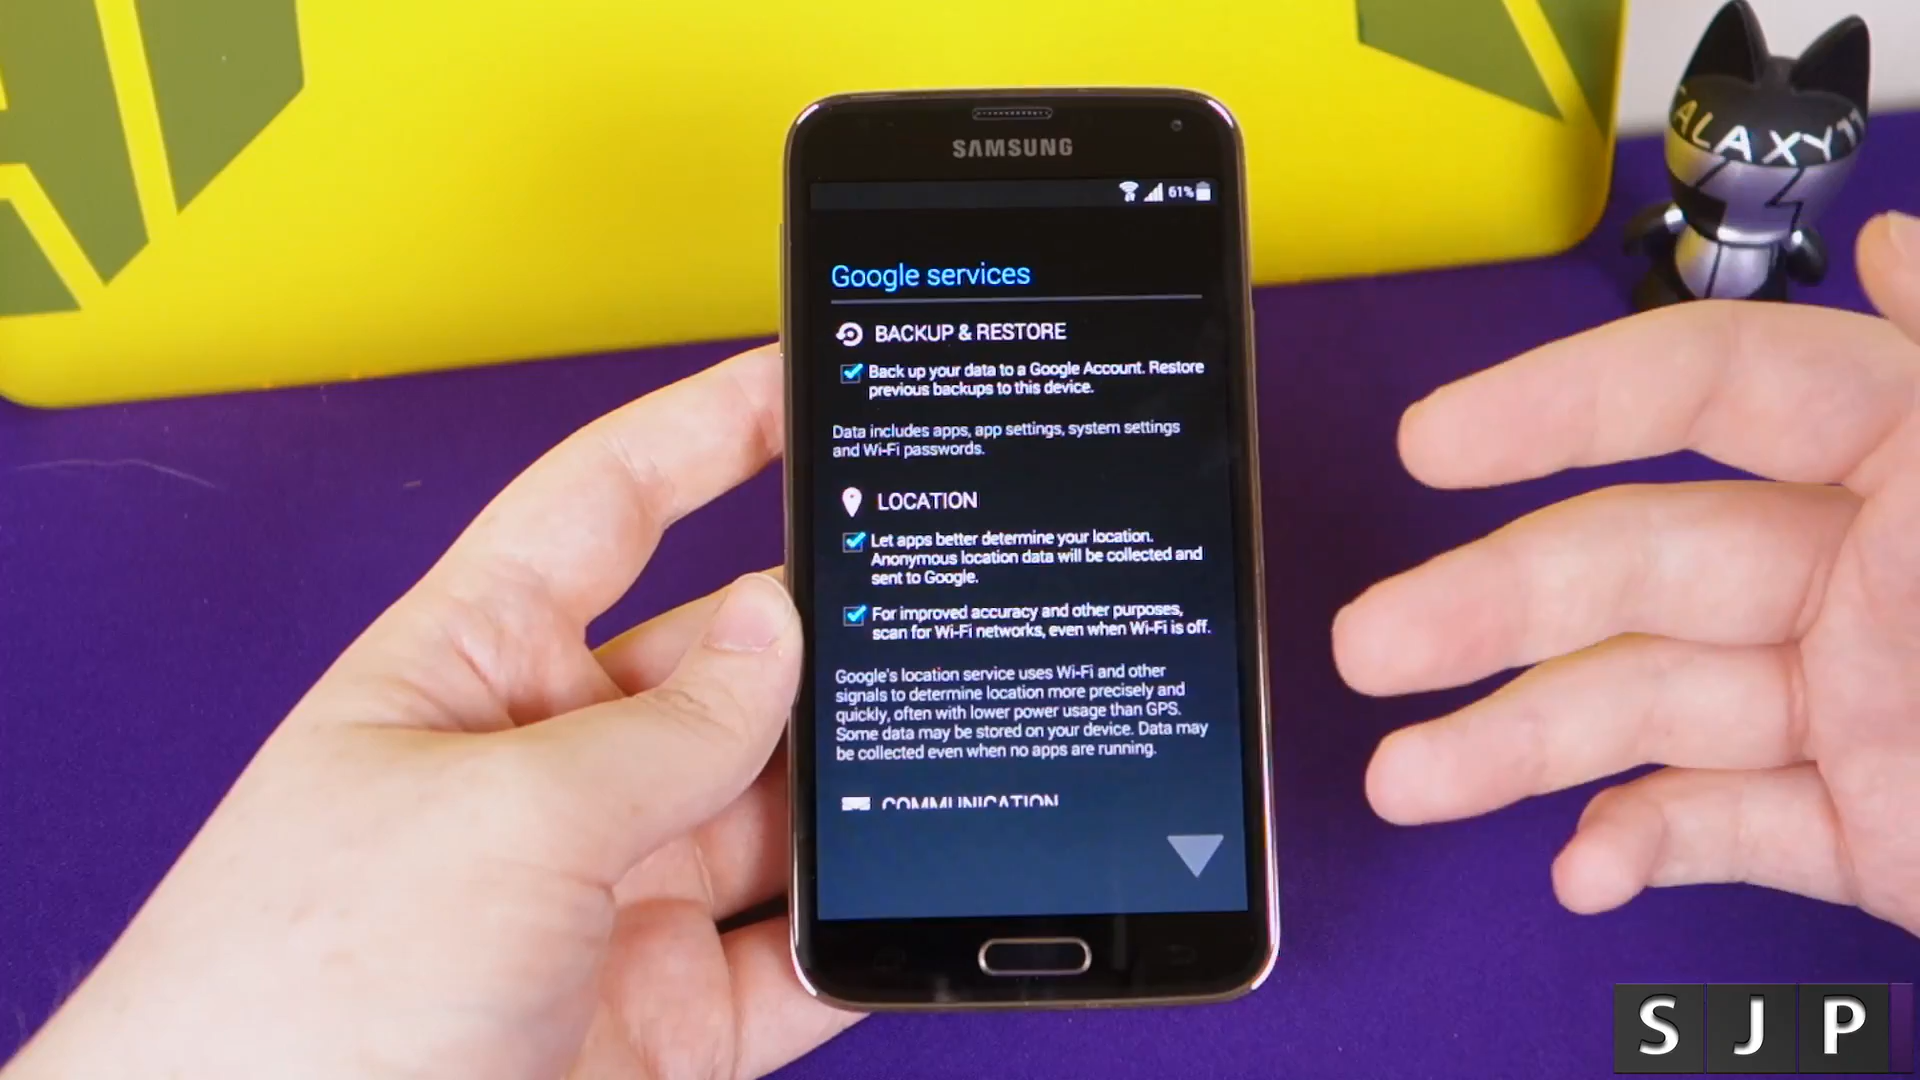 SAMSUNG
61%
Google services
BACKUP & RESTORE
Back up your data to a Google Account. Restore
previous backups to this device.
Data includes apps, app settings, system settings
and Wi-Fi passwords.
LOCATION
Let apps better determine your location.
Anonymous location data will be collected and
sent to Google.
For improved accuracy and other purposes,
scan for Wi-Fi networks, even when Wi-Fi is off.
Google's location service uses Wi-Fi and other
signals to determine location more precisely and
quickly, often with lower power usage than GPS.
Some data may be stored on your device. Data may
be collected even when no apps are running.
COMMUNICATION
GALAXY11
SJP